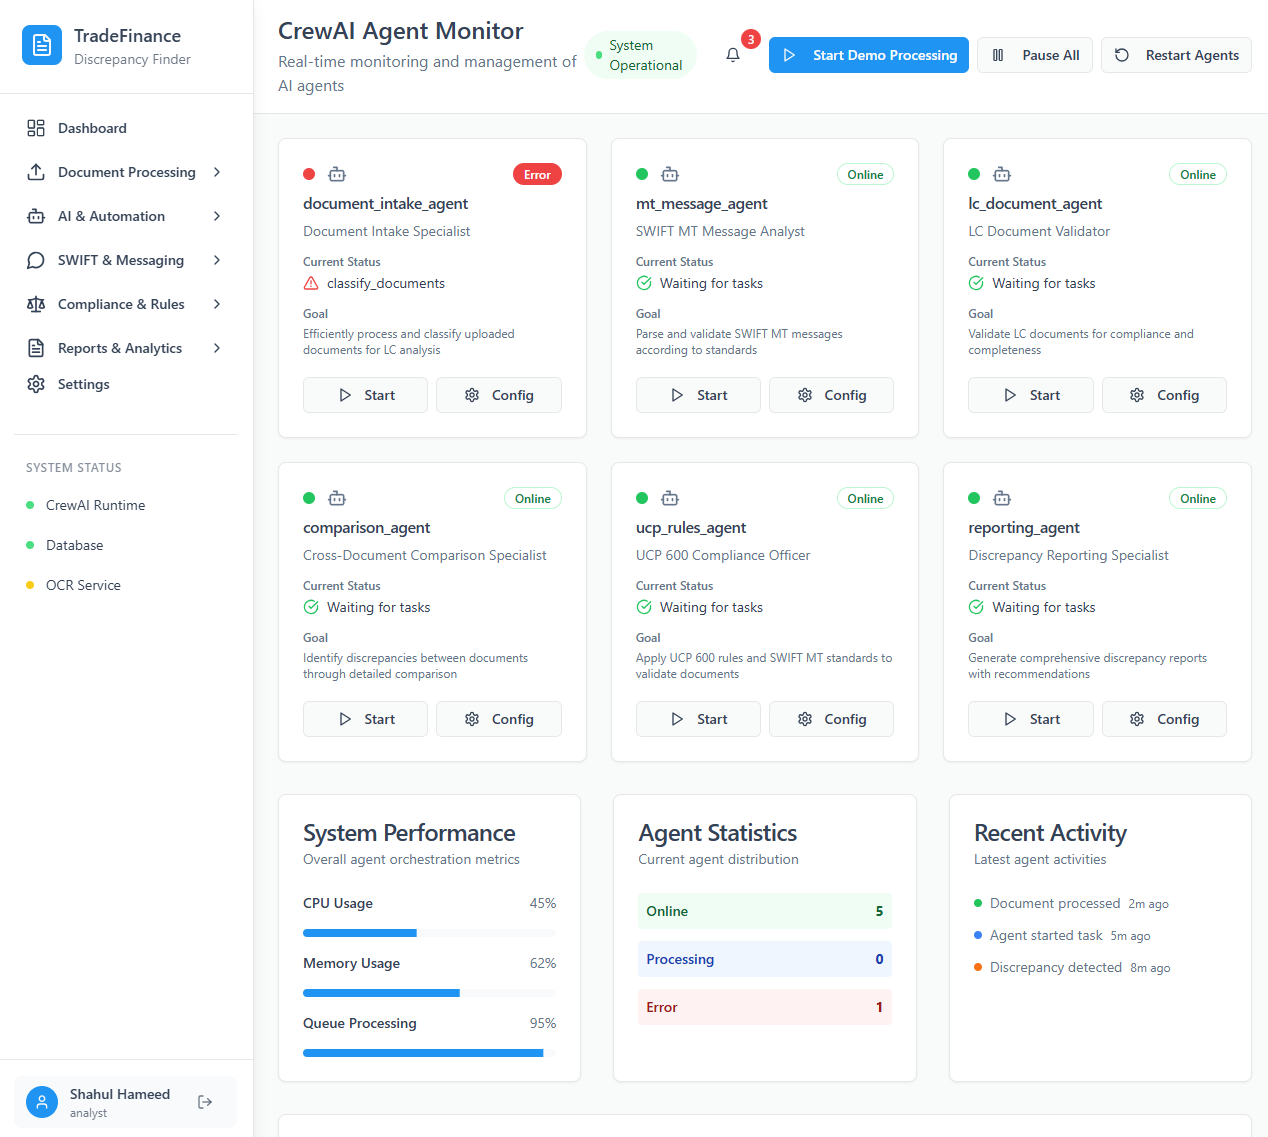 TradeFinance
Discrepancy Finder
Dashboard
Document Processing
AI & Automation
SWIFT & Messaging
Compliance & Rules
Reports & Analytics
Settings
SYSTEM STATUS
CrewAI Runtime
Database
OCR Service
Shahul Hameed
analyst
CrewAI Agent Monitor
Real-time monitoring and management of
AI agents
System
Operational
3
Start Demo Processing
Pause All
Restart Agents
Error
document_intake_agent
Document Intake Specialist
Current Status
classify_documents
Goal
Efficiently process and classify uploaded
documents for LC analysis
Start
Config
Online
mt_message_agent
SWIFT MT Message Analyst
Current Status
Waiting for tasks
Goal
Parse and validate SWIFT MT messages
according to standards
Start
Config
Online
lc_document_agent
LC Document Validator
Current Status
Waiting for tasks
Goal
Validate LC documents for compliance and
completeness
Start
Config
Online
comparison_agent
Cross-Document Comparison Specialist
Current Status
Waiting for tasks
Goal
Identify discrepancies between documents
through detailed comparison
Start
Config
Online
ucp_rules_agent
UCP 600 Compliance Officer
Current Status
Waiting for tasks
Goal
Apply UCP 600 rules and SWIFT MT standards to
validate documents
Start
Config
Online
reporting_agent
Discrepancy Reporting Specialist
Current Status
Waiting for tasks
Goal
Generate comprehensive discrepancy reports
with recommendations
Start
Config
System Performance
Overall agent orchestration metrics
CPU Usage 45%
Memory Usage 62%
Queue Processing 95%
Agent Statistics
Current agent distribution
Online 5
Processing 0
Error 1
Recent Activity
Latest agent activities
Document processed 2m ago
Agent started task 5m ago
Discrepancy detected 8m ago